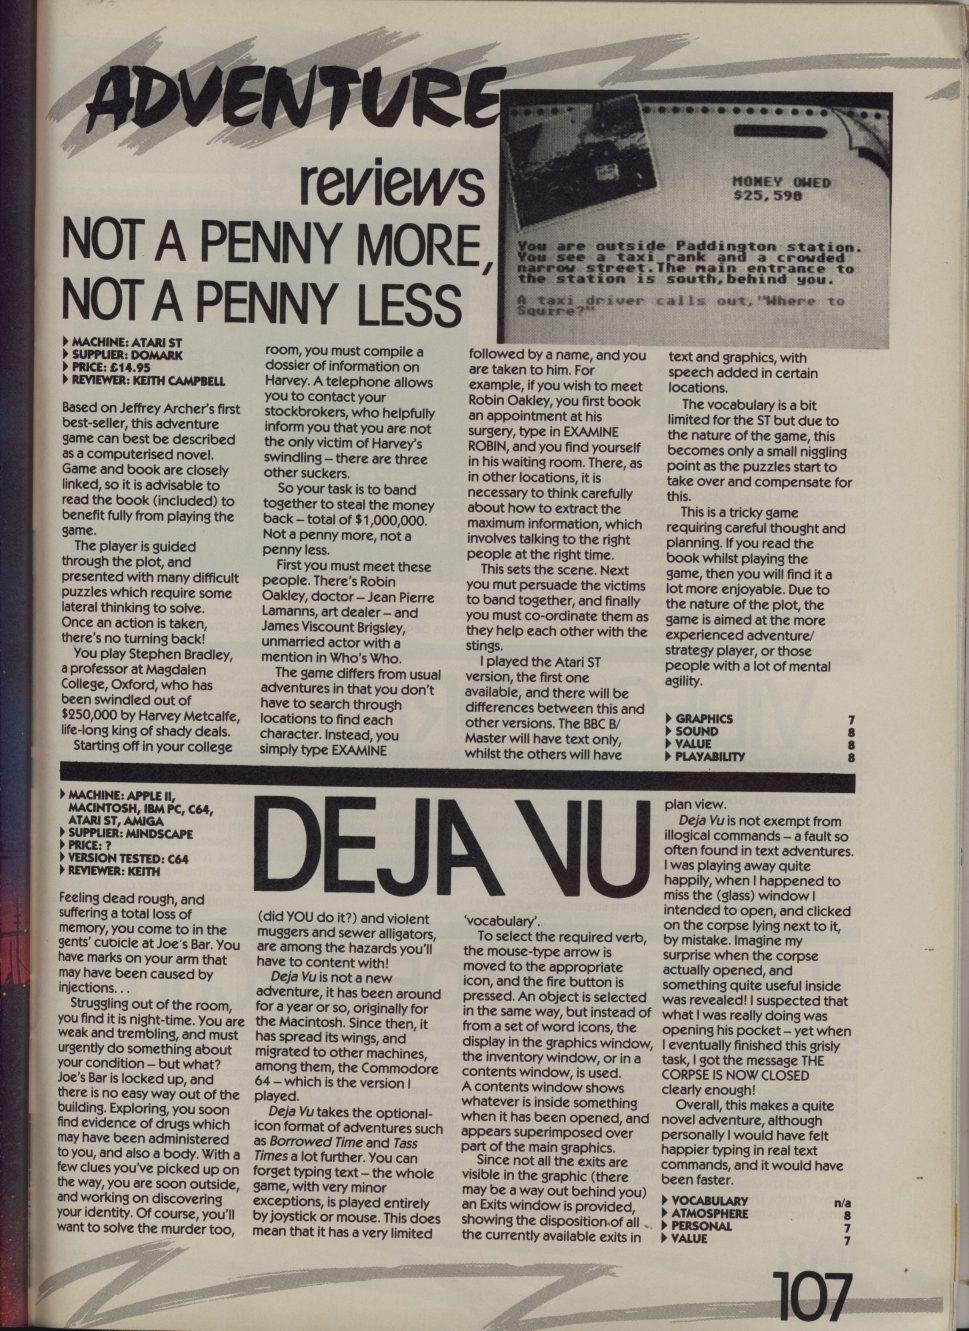 ADVENTURE
reviews
NOT A PENNY MORE,
NOT A PENNY LESS
MONEY OWED
$25,590
You are outside Paddington station.
You see a taxi rank and a crowded
narrow street.The main entrance to
the station is south,behind you.
A taxi driver calls out,"Where to
Squire?"
MACHINE: ATARI ST
SUPPLIER: DOMARK
PRICE: £14.95
REVIEWER: KEITH CAMPBELL
Based on Jeffrey Archer's first
best-seller, this adventure
game can best be described
as a computerised novel.
Game and book are closely
linked, so it is advisable to
read the book (included) to
benefit fully from playing the
game.
The player is guided
through the plot, and
presented with many difficult
puzzles which require some
lateral thinking to solve.
Once an action is taken,
there's no turning back!
You play Stephen Bradley,
a professor at Magdalen
College, Oxford, who has
been swindled out of
$250,000 by Harvey Metcalfe,
life-long king of shady deals.
Starting off in your college
room, you must compile a
dossier of information on
Harvey. A telephone allows
you to contact your
stockbrokers, who helpfully
inform you that you are not
the only victim of Harvey's
swindling – there are three
other suckers.
So your task is to band
together to steal the money
back – total of $1,000,000.
Not a penny more, not a
penny less.
First you must meet these
people. There's Robin
Oakley, doctor – Jean Pierre
Lamanns, art dealer – and
James Viscount Brigsley,
unmarried actor with a
mention in Who's Who.
The game differs from usual
adventures in that you don't
have to search through
locations to find each
character. Instead, you
simply type EXAMINE
followed by a name, and you
are taken to him. For
example, if you wish to meet
Robin Oakley, you first book
an appointment at his
surgery, type in EXAMINE
ROBIN, and you find yourself
in his waiting room. There, as
in other locations, it is
necessary to think carefully
about how to extract the
maximum information, which
involves talking to the right
people at the right time.
This sets the scene. Next
you mut persuade the victims
to band together, and finally
you must co-ordinate them as
they help each other with the
stings.
I played the Atari ST
version, the first one
available, and there will be
differences between this and
other versions. The BBC B/
Master will have text only,
whilst the others will have
text and graphics, with
speech added in certain
locations.
The vocabulary is a bit
limited for the ST but due to
the nature of the game, this
becomes only a small niggling
point as the puzzles start to
take over and compensate for
this.
This is a tricky game
requiring careful thought and
planning. If you read the
book whilst playing the
game, then you will find it a
lot more enjoyable. Due to
the nature of the plot, the
game is aimed at the more
experienced adventure/
strategy player, or those
people with a lot of mental
agility.
GRAPHICS 7
SOUND 8
VALUE 8
PLAYABILITY 8
MACHINE: APPLE II,
MACINTOSH, IBM PC, C64,
ATARI ST, AMIGA
SUPPLIER: MINDSCAPE
PRICE: ?
VERSION TESTED: C64
REVIEWER: KEITH
DEJA VU
Feeling dead rough, and
suffering a total loss of
memory, you come to in the
gents' cubicle at Joe's Bar. You
have marks on your arm that
may have been caused by
injections. . .
Struggling out of the room,
you find it is night-time. You are
weak and trembling, and must
urgently do something about
your condition – but what?
Joe's Bar is locked up, and
there is no easy way out of the
building. Exploring, you soon
find evidence of drugs which
may have been administered
to you, and also a body. With a
few clues you've picked up on
the way, you are soon outside,
and working on discovering
your identity. Of course, you'll
want to solve the murder too,
(did YOU do it?) and violent
muggers and sewer alligators,
are among the hazards you'll
have to content with!
Deja Vu is not a new
adventure, it has been around
for a year or so, originally for
the Macintosh. Since then, it
has spread its wings, and
migrated to other machines,
among them, the Commodore
64 – which is the version I
played.
Deja Vu takes the optional-
icon format of adventures such
as Borrowed Time and Tass
Times a lot further. You can
forget typing text – the whole
game, with very minor
exceptions, is played entirely
by joystick or mouse. This does
mean that it has a very limited
'vocabulary'.
To select the required verb,
the mouse-type arrow is
moved to the appropriate
icon, and the fire button is
pressed. An object is selected
in the same way, but instead of
from a set of word icons, the
display in the graphics window,
the inventory window, or in a
contents window, is used.
A contents window shows
whatever is inside something
when it has been opened, and
appears superimposed over
part of the main graphics.
Since not all the exits are
visible in the graphic (there
may be a way out behind you)
an Exits window is provided,
showing the disposition of all
the currently available exits in
plan view.
Deja Vu is not exempt from
illogical commands – a fault so
often found in text adventures.
I was playing away quite
happily, when I happened to
miss the (glass) window I
intended to open, and clicked
on the corpse lying next to it,
by mistake. Imagine my
surprise when the corpse
actually opened, and
something quite useful inside
was revealed! I suspected that
what I was really doing was
opening his pocket – yet when
I eventually finished this grisly
task, I got the message THE
CORPSE IS NOW CLOSED
clearly enough!
Overall, this makes a quite
novel adventure, although
personally I would have felt
happier typing in real text
commands, and it would have
been faster.
VOCABULARY n/a
ATMOSPHERE 8
PERSONAL 7
VALUE 7
107